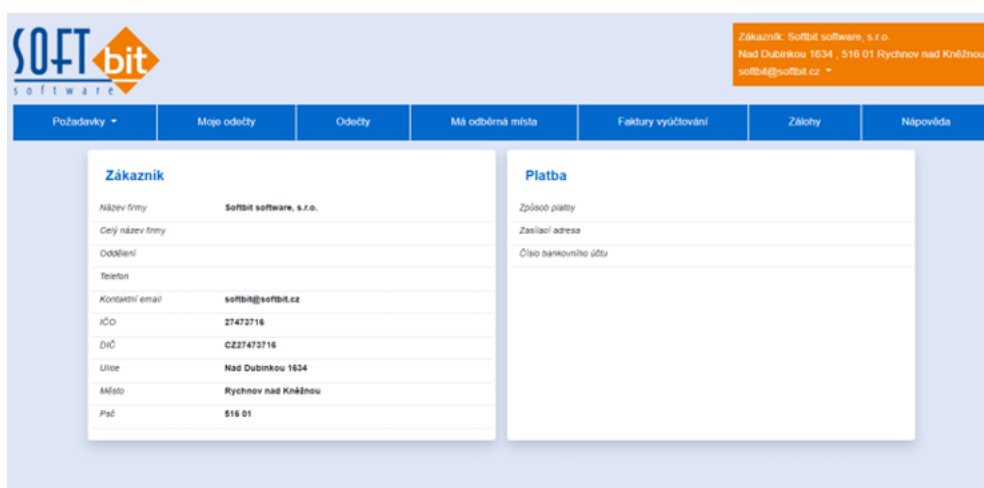 SOFT bit
software
Zákazník: Softbit software, s.r.o.
Nad Dubinkou 1634 , 516 01 Rychnov nad Kněžnou
softbit@softbit.cz
Požadavky
Moje odečty
Odečty
Má odběrná místa
Faktury vyúčtování
Zálohy
Nápověda
Zákazník
Název firmy Softbit software, s.r.o.
Celý název firmy
Oddělení
Telefon
Kontaktní email softbit@softbit.cz
IČO 27473716
DIČ CZ27473716
Ulice Nad Dubinkou 1634
Město Rychnov nad Kněžnou
Psč 516 01
Platba
Způsob platby
Zasílací adresa
Číslo bankovního účtu